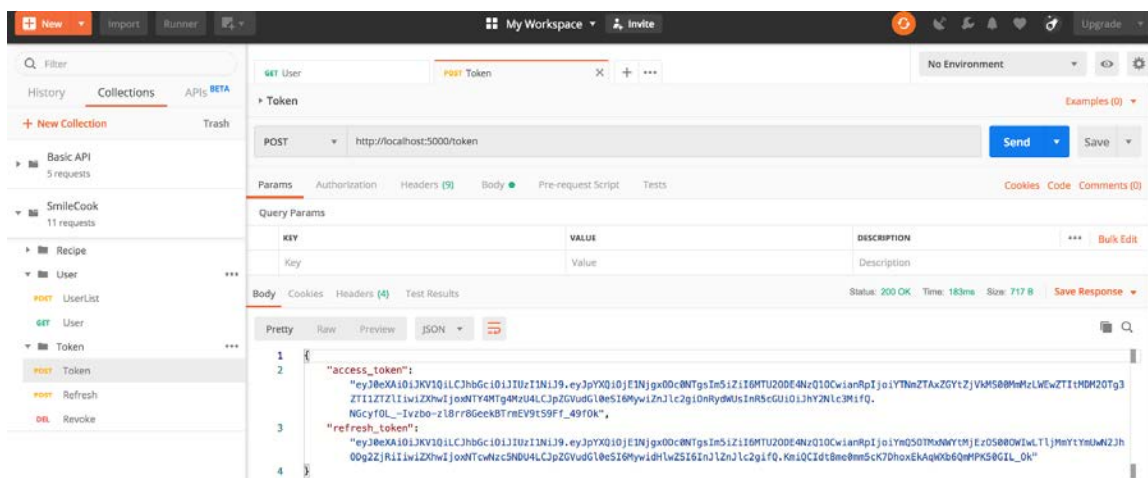 New Import Runner My Workspace Invite Upgrade
Filter
History Collections APIs BETA
+ New Collection Trash
Basic API
5 requests
SmileCook
11 requests
Recipe
User
POST UserList
GET User
Token
POST Token
POST Refresh
DEL Revoke
GET User POST Token × + ••• No Environment
Token Examples (0)
POST http://localhost:5000/token Send Save
Params Authorization Headers (9) Body Pre-request Script Tests Cookies Code Comments (0)
Query Params
KEY VALUE DESCRIPTION ••• Bulk Edit
Key Value Description
Body Cookies Headers (4) Test Results Status: 200 OK Time: 183ms Size: 717 B Save Response
Pretty Raw Preview JSON
1 {
2 "access_token":
3 "refresh_token":
4 }